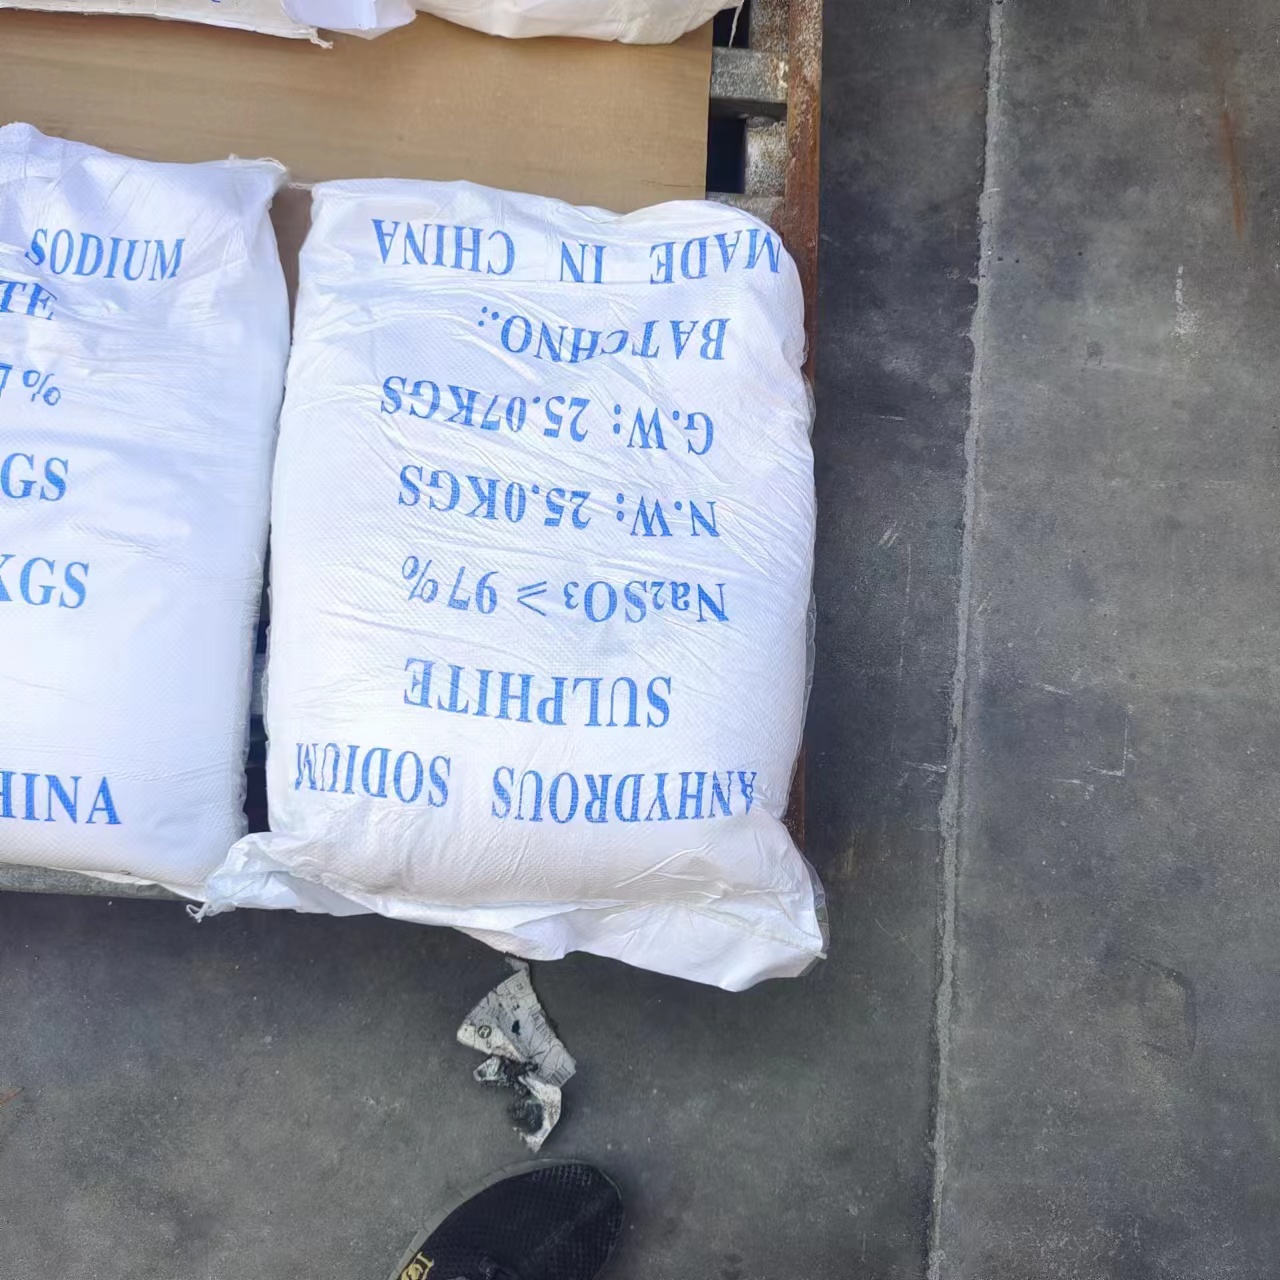 ANHYDROUS SODIUM
SULPHITE
Na₂SO₃ ⩾ 97%
N.W: 25.0KGS
G.W: 25.07KGS
BATCHNO.:
MADE IN CHINA
SODIUM
TE
%
GS
KGS
HINA